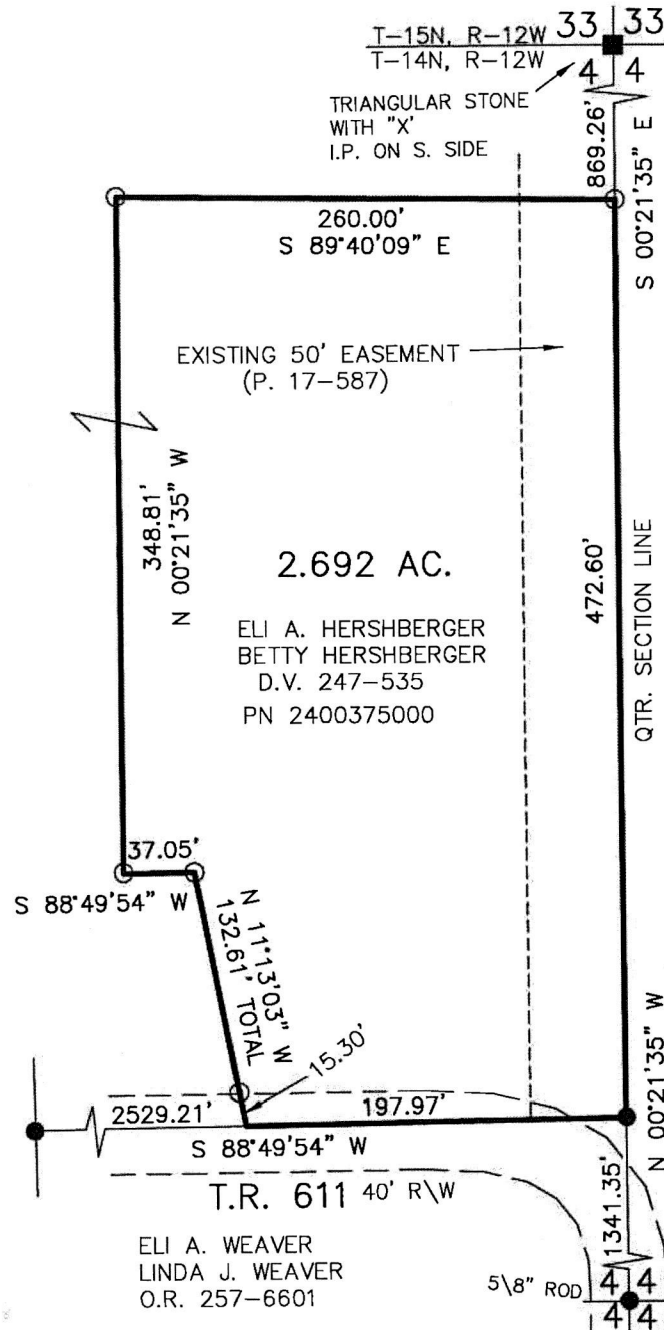 T-15N, R-12W
T-14N, R-12W
33 33
4 4
TRIANGULAR STONE
WITH "X'
I.P. ON S. SIDE
869.26'
S 00°21'35" E
260.00'
S 89°40'09" E
EXISTING 50' EASEMENT
(P. 17-587)
348.81'
N 00°21'35" W
2.692 AC.
472.60'
QTR. SECTION LINE
ELI A. HERSHBERGER
BETTY HERSHBERGER
D.V. 247-535
PN 2400375000
37.05'
S 88°49'54" W
N 11°13'03" W
132.61' TOTAL
15.30'
2529.21'
197.97'
S 88°49'54" W
N 00°21'35" W
1341.35'
T.R. 611 40' R\W
ELI A. WEAVER
LINDA J. WEAVER
O.R. 257-6601
5\8" ROD
4 4
4 4